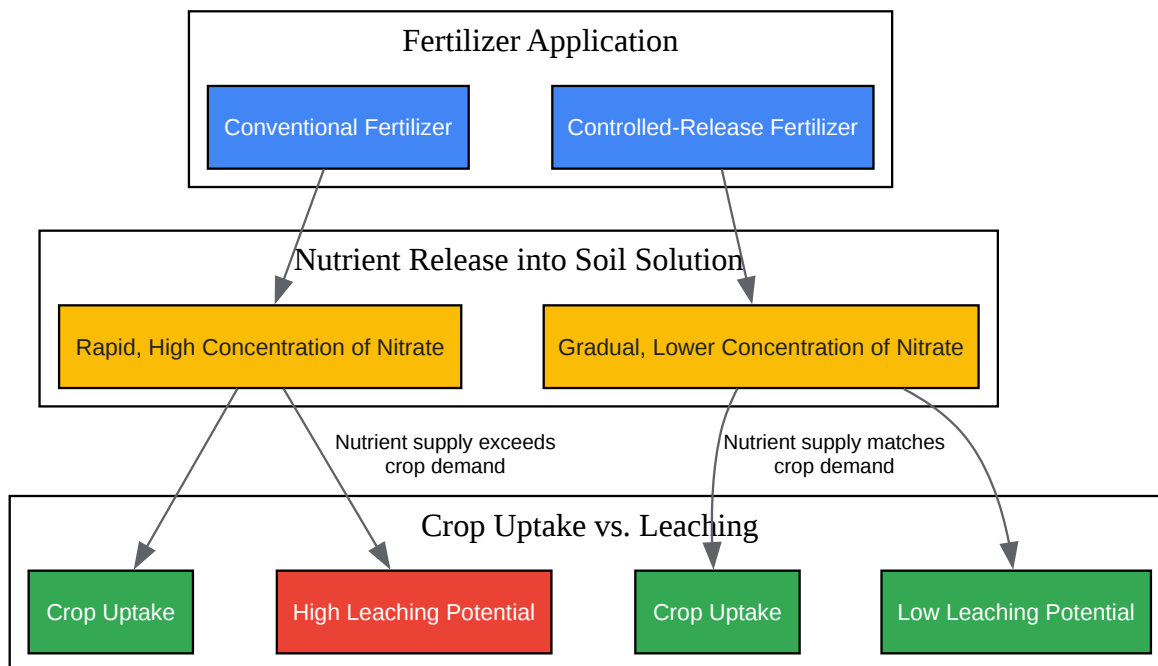 Fertilizer Application
Conventional Fertilizer
Controlled-Release Fertilizer
Nutrient Release into Soil Solution
Rapid, High Concentration of Nitrate
Gradual, Lower Concentration of Nitrate
Nutrient supply exceeds
crop demand
Nutrient supply matches
crop demand
Crop Uptake vs. Leaching
Crop Uptake
High Leaching Potential
Crop Uptake
Low Leaching Potential